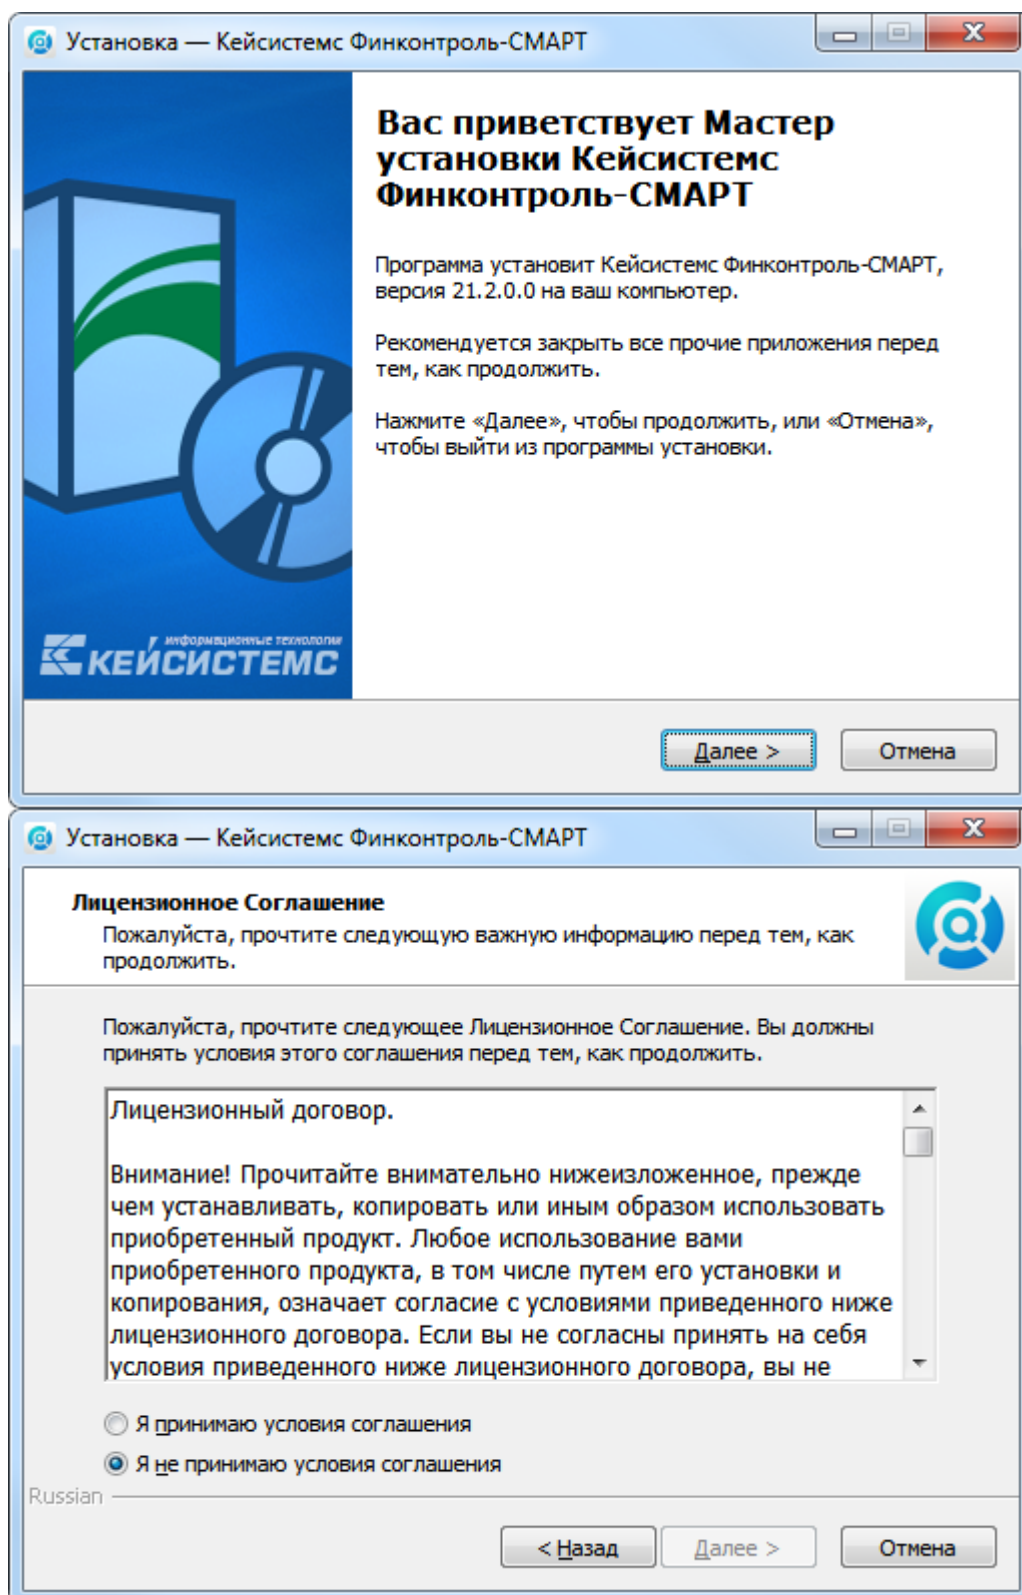 Установка — Кейсистемс Финконтроль-СМАРТ
Вас приветствует Мастер
установки Кейсистемс
Финконтроль-СМАРТ
Программа установит Кейсистемс Финконтроль-СМАРТ,
версия 21.2.0.0 на ваш компьютер.
Рекомендуется закрыть все прочие приложения перед
тем, как продолжить.
Нажмите «Далее», чтобы продолжить, или «Отмена»,
чтобы выйти из программы установки.
информационные технологии
КЕЙСИСТЕМС
Далее >
Отмена
Установка — Кейсистемс Финконтроль-СМАРТ
Лицензионное Соглашение
Пожалуйста, прочтите следующую важную информацию перед тем, как
продолжить.
Пожалуйста, прочтите следующее Лицензионное Соглашение. Вы должны
принять условия этого соглашения перед тем, как продолжить.
Лицензионный договор.
Внимание! Прочитайте внимательно нижеизложенное, прежде
чем устанавливать, копировать или иным образом использовать
приобретенный продукт. Любое использование вами
приобретенного продукта, в том числе путем его установки и
копирования, означает согласие с условиями приведенного ниже
лицензионного договора. Если вы не согласны принять на себя
условия приведенного ниже лицензионного договора, вы не
Я принимаю условия соглашения
Я не принимаю условия соглашения
Russian
< Назад
Далее >
Отмена